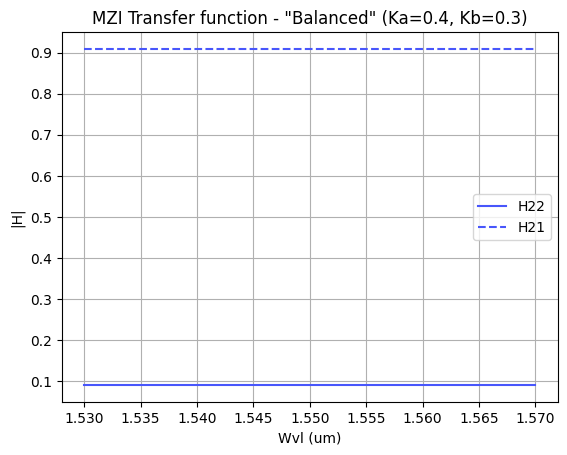 MZI Transfer function - "Balanced" (Ka=0.4, Kb=0.3)
|H|
0.9
0.8
0.7
0.6
0.5
0.4
0.3
0.2
0.1
H22
H21
1.530 1.535 1.540 1.545 1.550 1.555 1.560 1.565 1.570
Wvl (um)